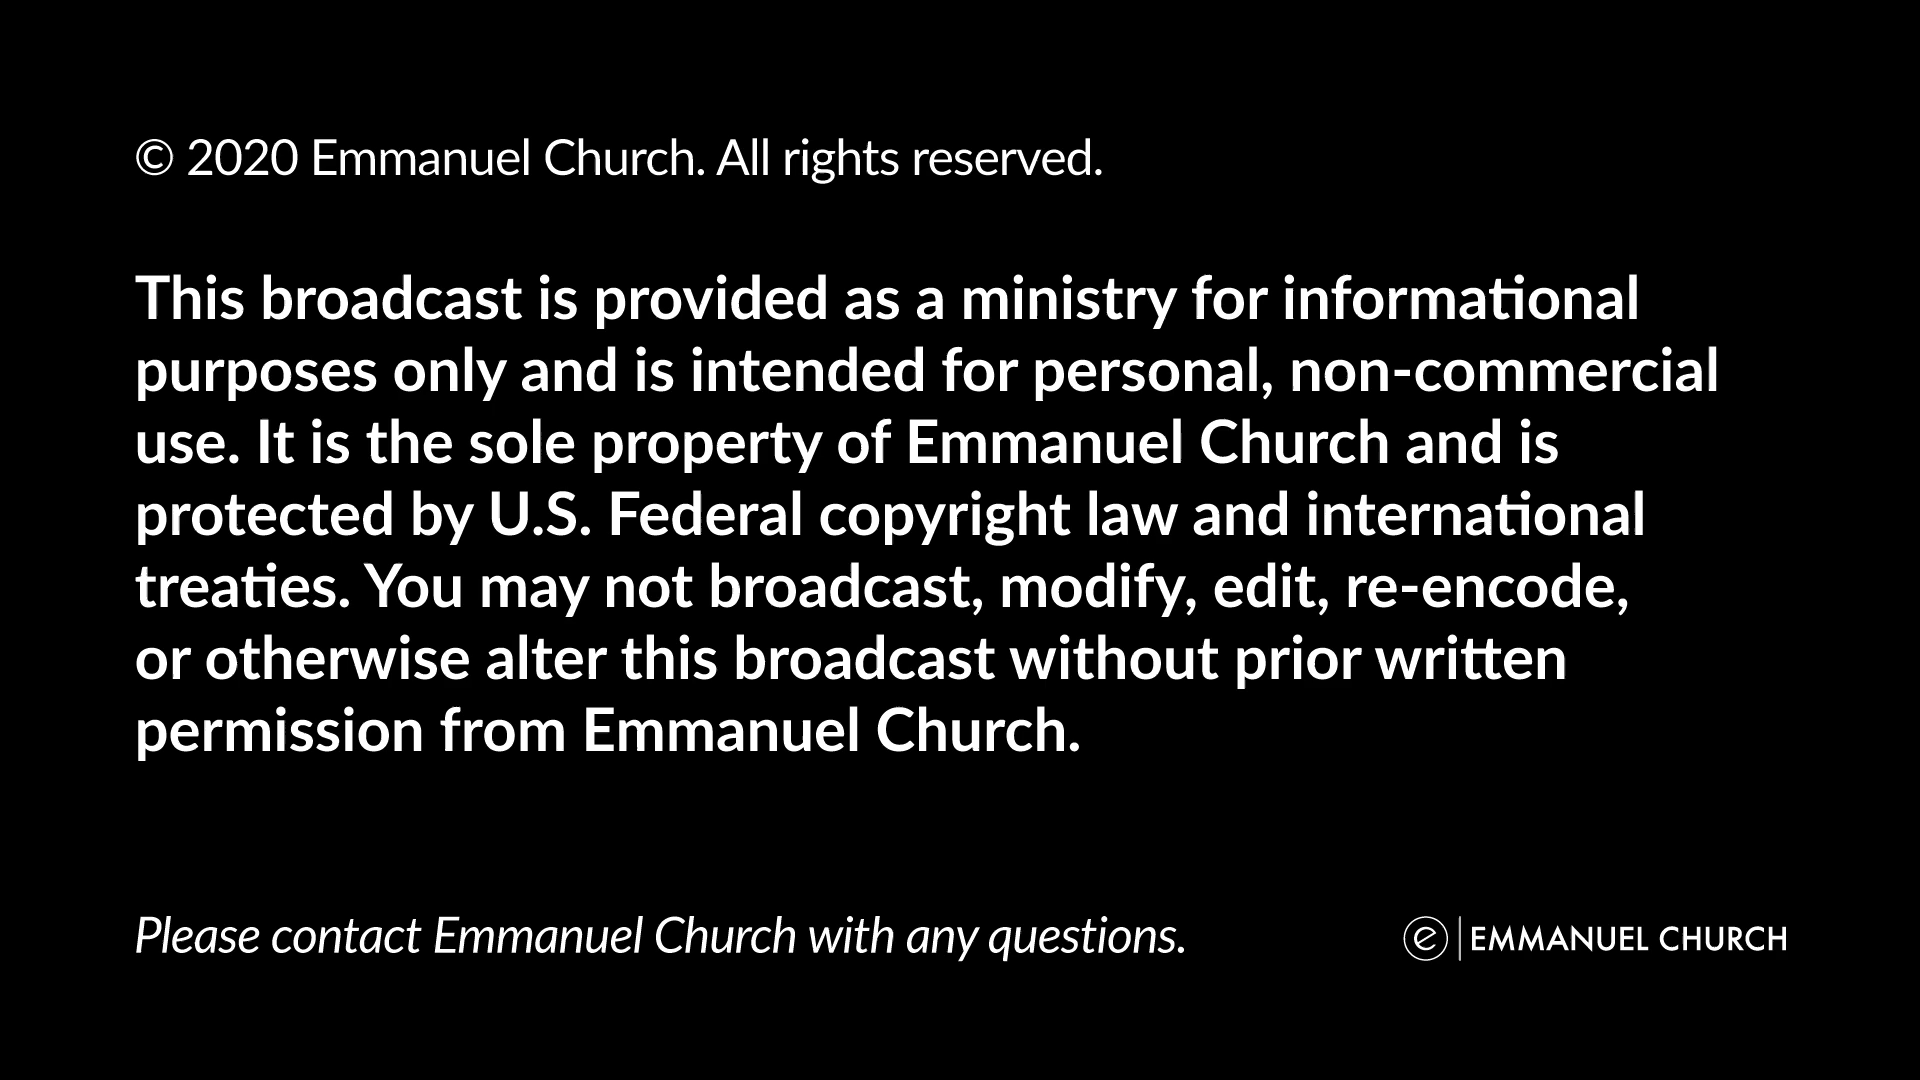 © 2020 Emmanuel Church. All rights reserved.
This broadcast is provided as a ministry for informational
purposes only and is intended for personal, non-commercial
use. It is the sole property of Emmanuel Church and is
protected by U.S. Federal copyright law and international
treaties. You may not broadcast, modify, edit, re-encode,
or otherwise alter this broadcast without prior written
permission from Emmanuel Church.
Please contact Emmanuel Church with any questions.
e | EMMANUEL CHURCH